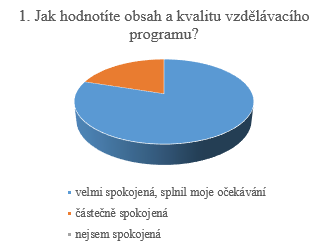 1. Jak hodnotíte obsah a kvalitu vzdělávacího
programu?
velmi spokojená, splnil moje očekávání
částečně spokojená
nejsem spokojená